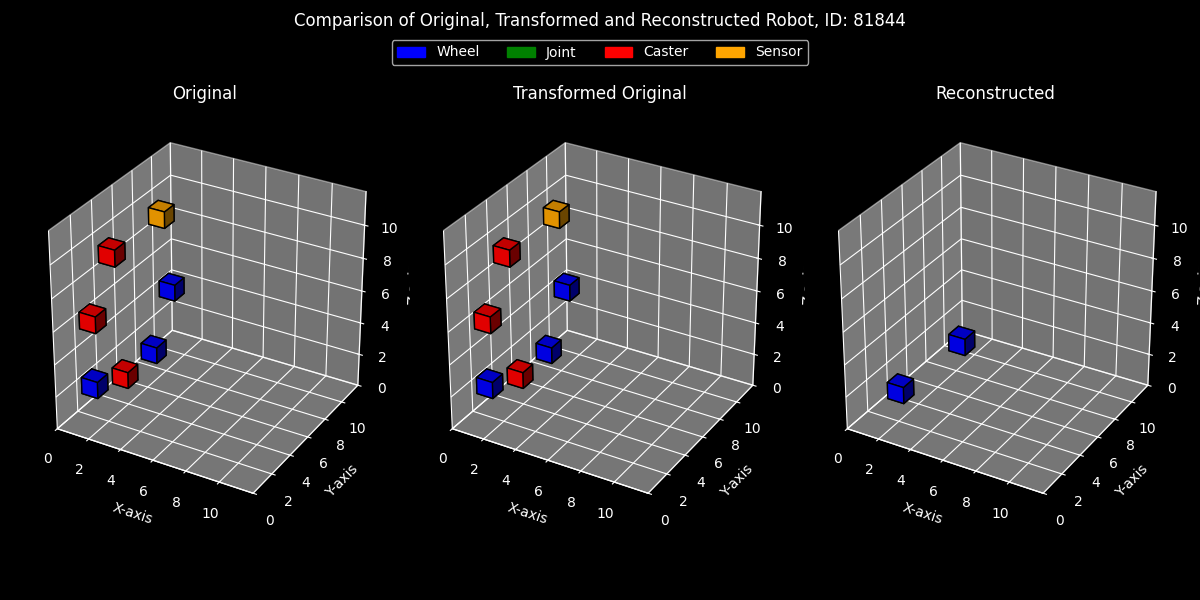 Comparison of Original, Transformed and Reconstructed Robot, ID: 81844
Wheel Joint Caster Sensor
Original
Transformed Original
Reconstructed
0 2 4 6 8 10
X-axis
0 2 4 6 8 10
Y-axis
0 2 4 6 8 10
0 2 4 6 8 10
X-axis
0 2 4 6 8 10
Y-axis
0 2 4 6 8 10
0 2 4 6 8 10
X-axis
0 2 4 6 8 10
Y-axis
0 2 4 6 8 10